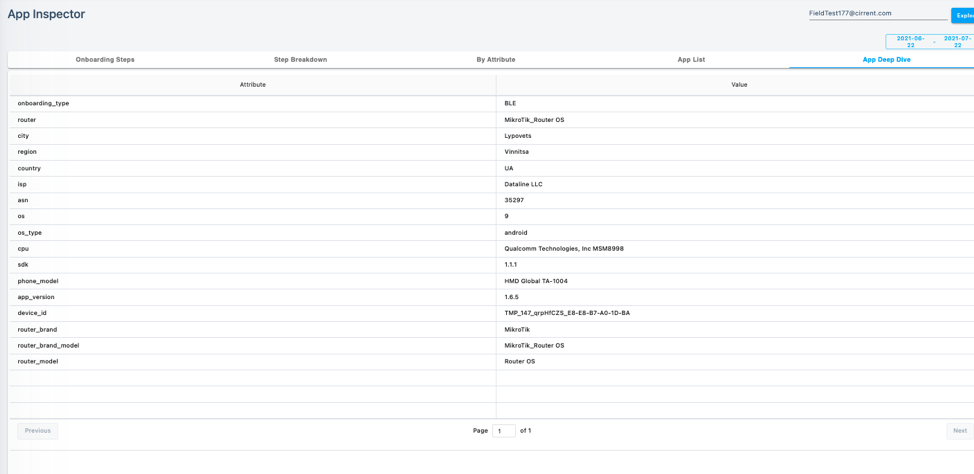 App Inspector
FieldTest177@cirrent.com
2021-06-22 - 2021-07-22
Onboarding Steps Step Breakdown By Attribute App List App Deep Dive
Attribute Value
onboarding_type BLE
router MikroTik_Router OS
city Lypovets
region Vinnitsa
country UA
isp Dataline LLC
asn 35297
os 9
os_type android
cpu Qualcomm Technologies, Inc MSM8998
sdk 1.1.1
phone_model HMD Global TA-1004
app_version 1.6.5
device_id TMP_147_qrpHfCZS_E8-E8-B7-A0-1D-BA
router_brand MikroTik
router_brand_model MikroTik_Router OS
router_model Router OS
Previous Page 1 of 1 Next